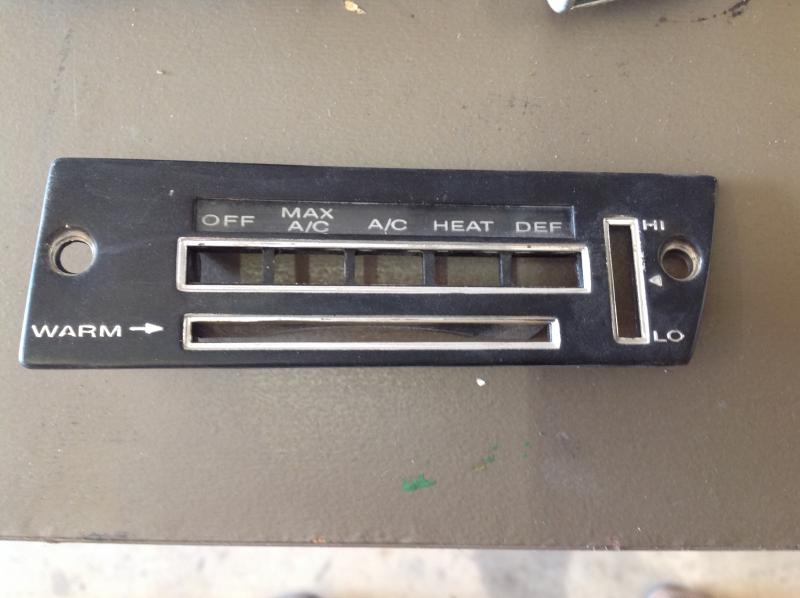 OFF MAX A/C A/C HEAT DEF
HI
WARM
LO